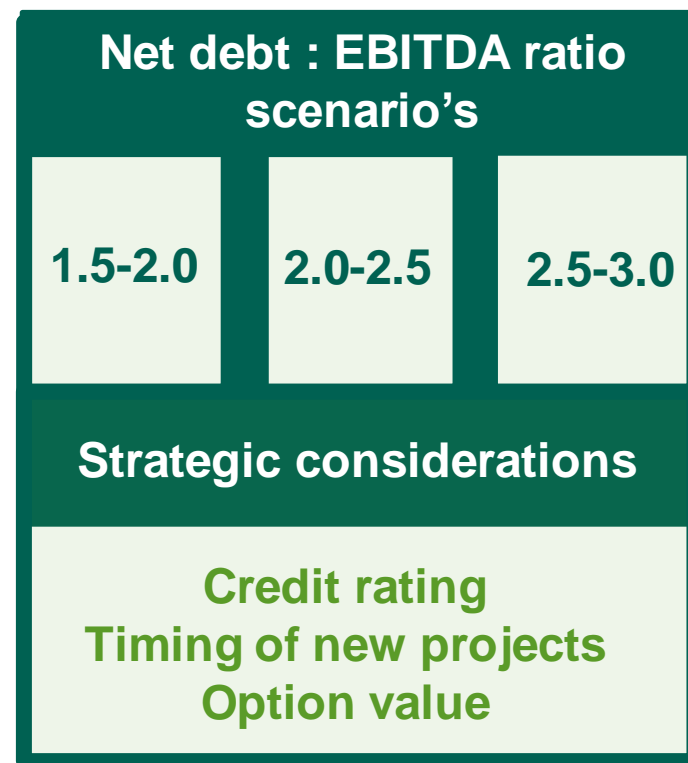 Net debt : EBITDA ratio
scenario’s
1.5-2.0
2.0-2.5
2.5-3.0
Strategic considerations
Credit rating
Timing of new projects
Option value